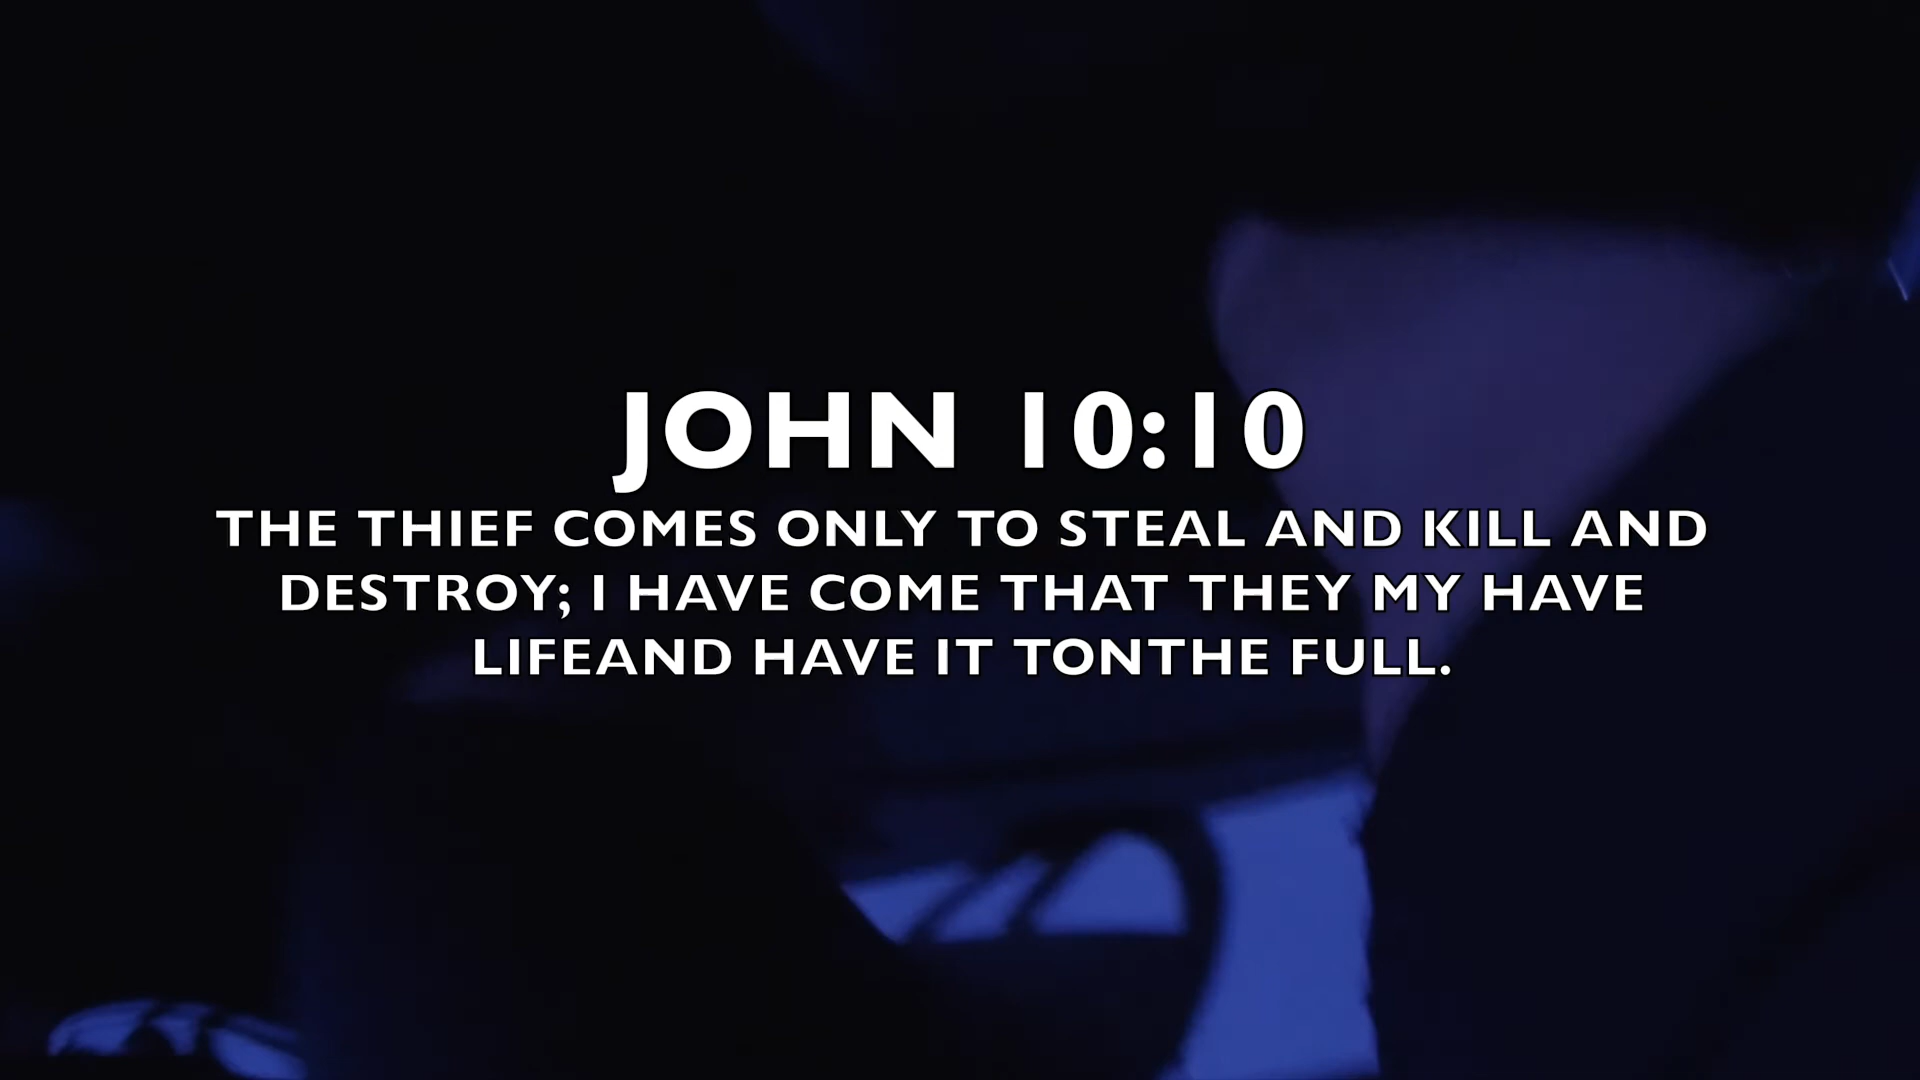 JOHN 10:10
THE THIEF COMES ONLY TO STEAL AND KILL AND
DESTROY; I HAVE COME THAT THEY MY HAVE
LIFEAND HAVE IT TONTHE FULL.